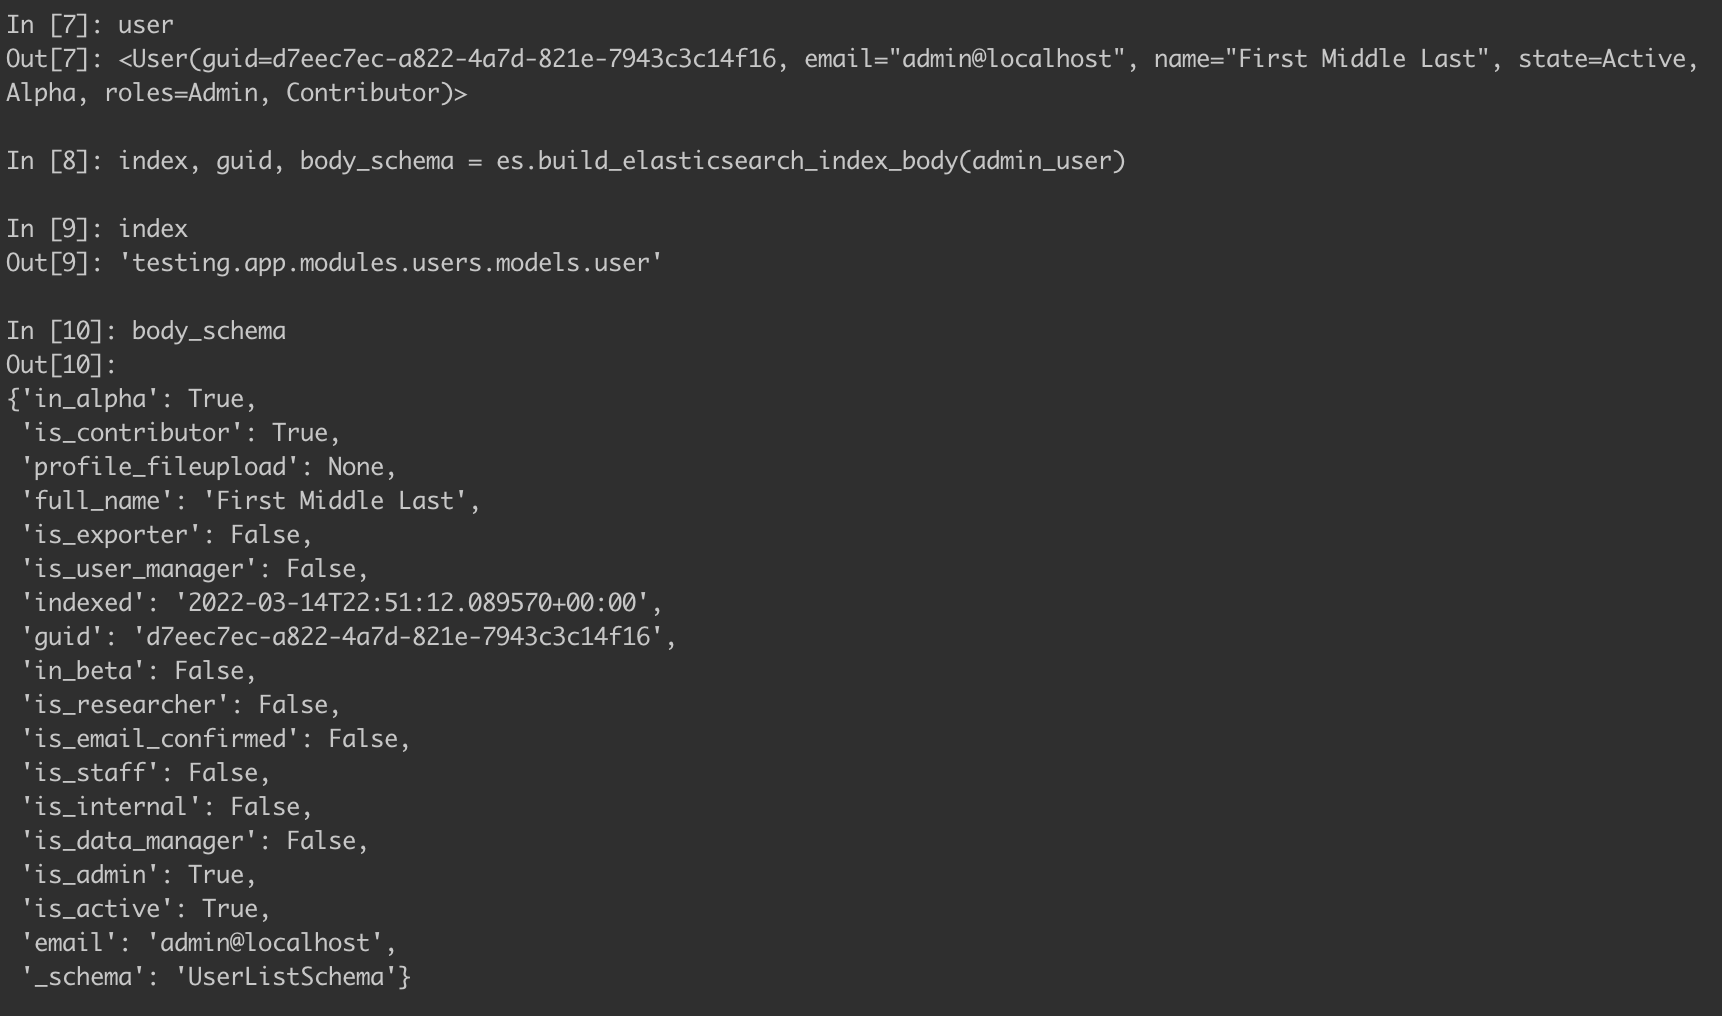 In [7]: user
Out[7]: <User(guid=d7eec7ec-a822-4a7d-821e-7943c3c14f16, email="admin@localhost", name="First Middle Last", state=Active,
Alpha, roles=Admin, Contributor)>
In [8]: index, guid, body_schema = es.build_elasticsearch_index_body(admin_user)
In [9]: index
Out[9]: 'testing.app.modules.users.models.user'
In [10]: body_schema
Out[10]:
{'in_alpha': True,
 'is_contributor': True,
 'profile_fileupload': None,
 'full_name': 'First Middle Last',
 'is_exporter': False,
 'is_user_manager': False,
 'indexed': '2022-03-14T22:51:12.089570+00:00',
 'guid': 'd7eec7ec-a822-4a7d-821e-7943c3c14f16',
 'in_beta': False,
 'is_researcher': False,
 'is_email_confirmed': False,
 'is_staff': False,
 'is_internal': False,
 'is_data_manager': False,
 'is_admin': True,
 'is_active': True,
 'email': 'admin@localhost',
 '_schema': 'UserListSchema'}